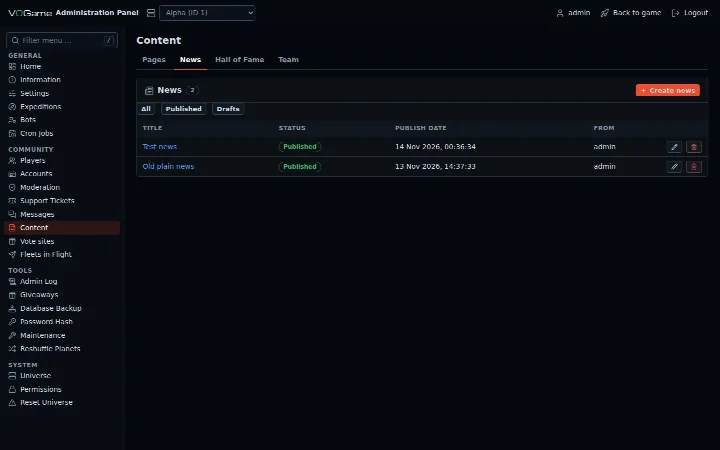 VOGame Administration Panel
Alpha (ID 1)
admin
Back to game
Logout
Filter menu ...
/
GENERAL
Home
Information
Settings
Expeditions
Bots
Cron Jobs
COMMUNITY
Players
Accounts
Moderation
Support Tickets
Messages
Content
Vote sites
Fleets in Flight
TOOLS
Admin Log
Giveaways
Database Backup
Password Hash
Maintenance
Reshuffle Planets
SYSTEM
Universe
Permissions
Reset Universe
Content
Pages News Hall of Fame Team
News 2
+ Create news
All Published Drafts
TITLE STATUS PUBLISH DATE FROM
Test news Published 14 Nov 2026, 00:36:34 admin
Old plain news Published 13 Nov 2026, 14:37:33 admin